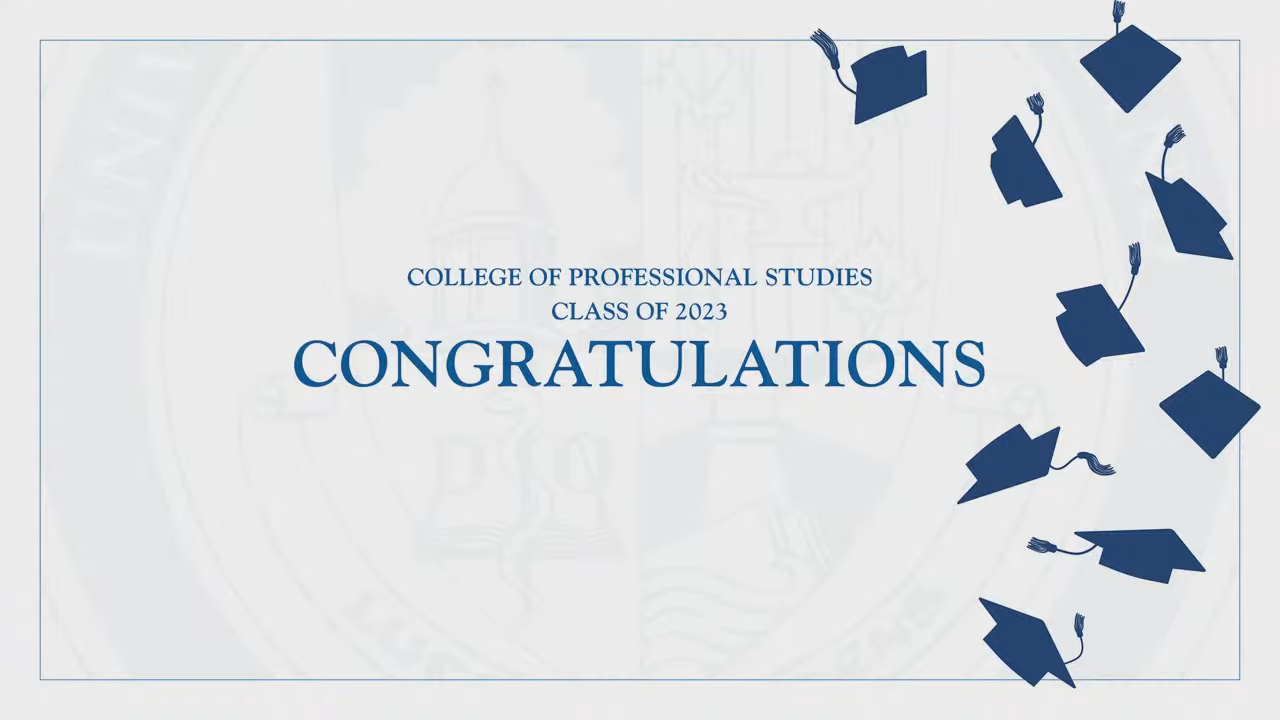 COLLEGE OF PROFESSIONAL STUDIES
CLASS OF 2023
CONGRATULATIONS